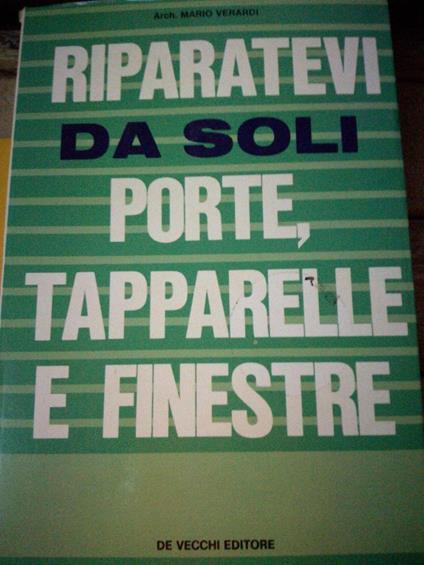 Arch. MARIO VERARDI
RIPARATEVI
DA SOLI
PORTE,
TAPPARELLE
E FINESTRE
DE VECCHI EDITORE